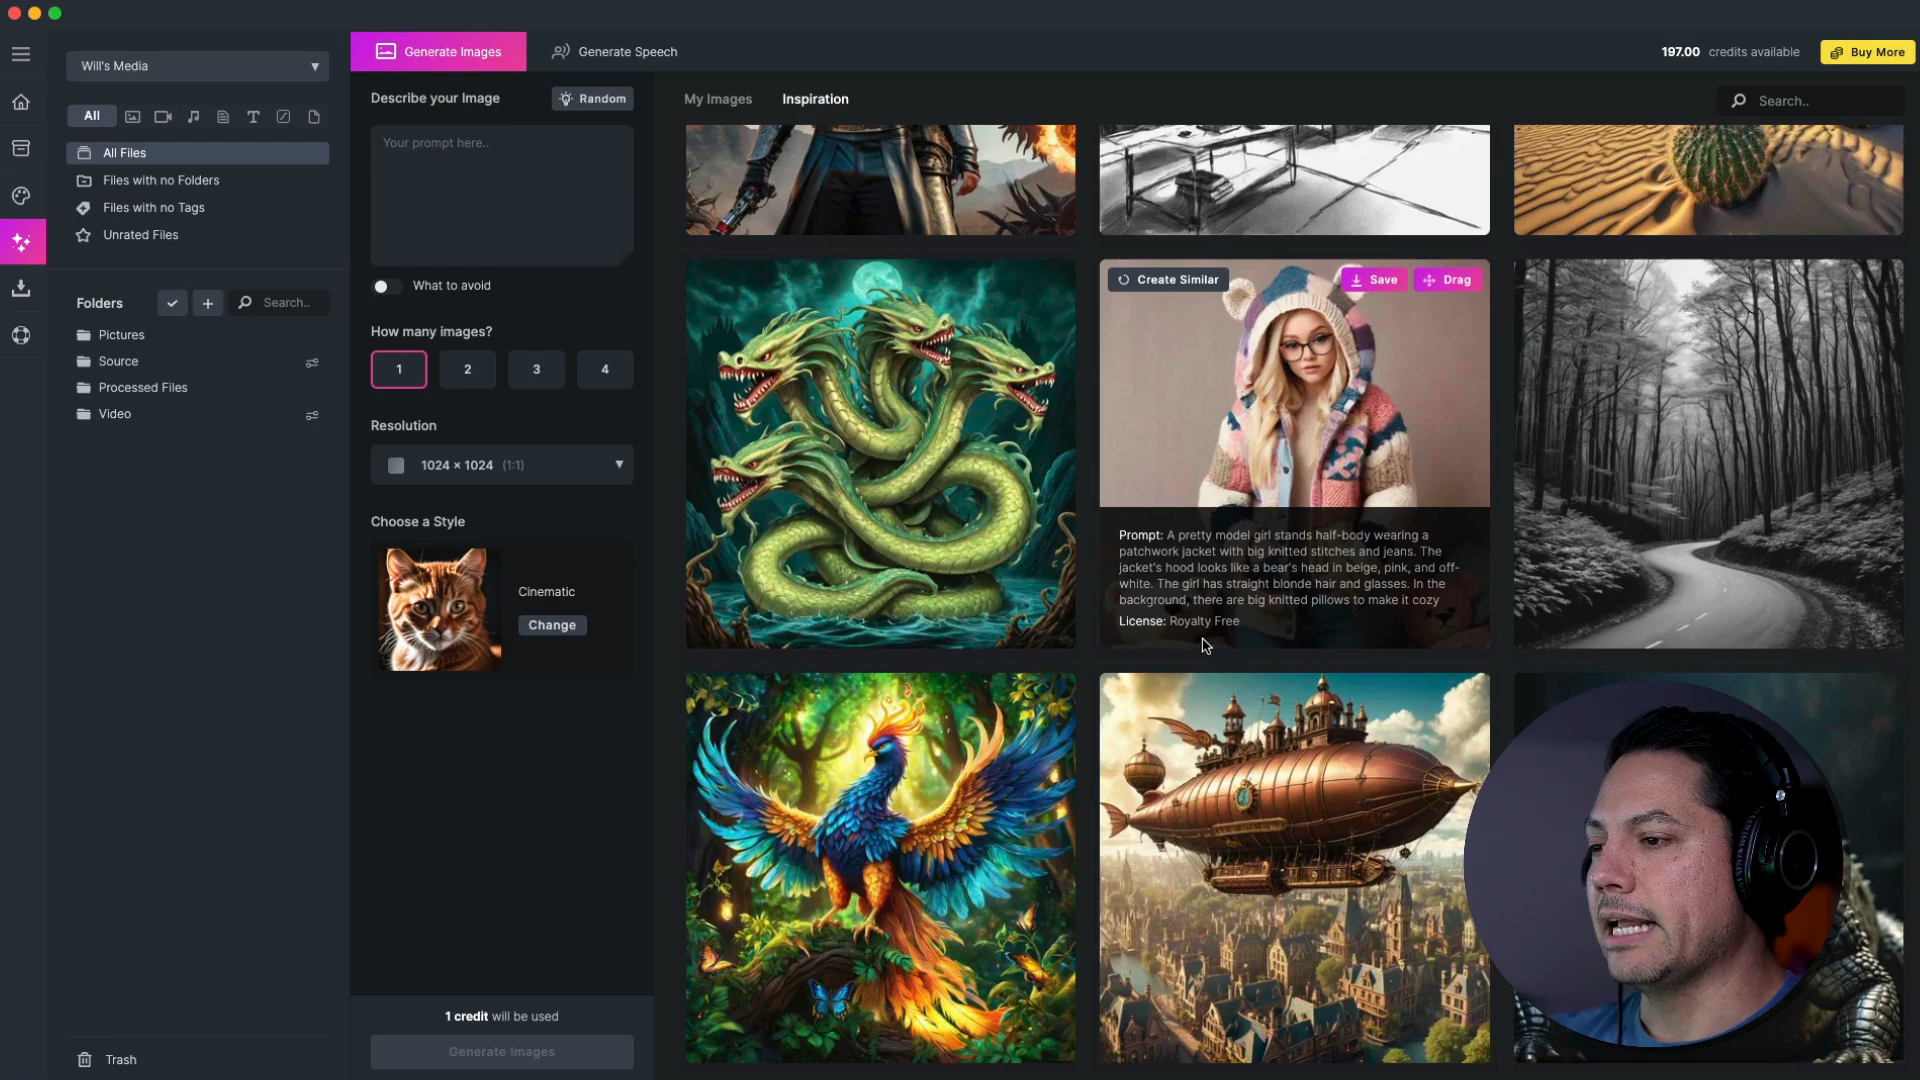 Will's Media
All
All Files
Files with no Folders
Files with no Tags
Unrated Files
Folders
Search..
Pictures
Source
Processed Files
Video
Trash
Generate Images
Generate Speech
197.00 credits available
Buy More
Describe your Image
Random
Your prompt here..
What to avoid
How many images?
1 2 3 4
Resolution
1024 × 1024 (1:1)
Choose a Style
Cinematic
Change
1 credit will be used
Generate Images
My Images
Inspiration
Search..
Create Similar
Save
Drag
Prompt: A pretty model girl stands half-body wearing a
patchwork jacket with big knitted stitches and jeans. The
jacket's hood looks like a bear's head in beige, pink, and off-
white. The girl has straight blonde hair and glasses. In the
background, there are big knitted pillows to make it cozy
License: Royalty Free